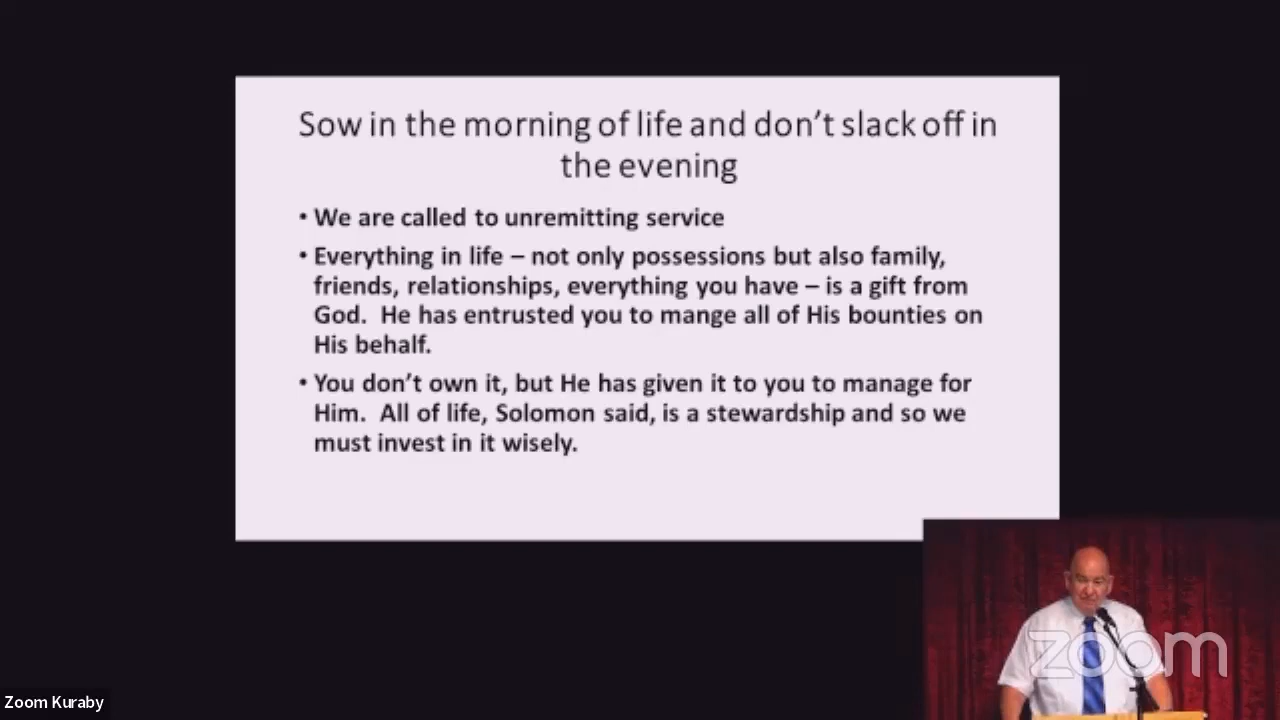 Sow in the morning of life and don’t slack off in
the evening
• We are called to unremitting service
• Everything in life – not only possessions but also family,
friends, relationships, everything you have – is a gift from
God. He has entrusted you to mange all of His bounties on
His behalf.
• You don’t own it, but He has given it to you to manage for
Him. All of life, Solomon said, is a stewardship and so we
must invest in it wisely.
zoom
Zoom Kuraby